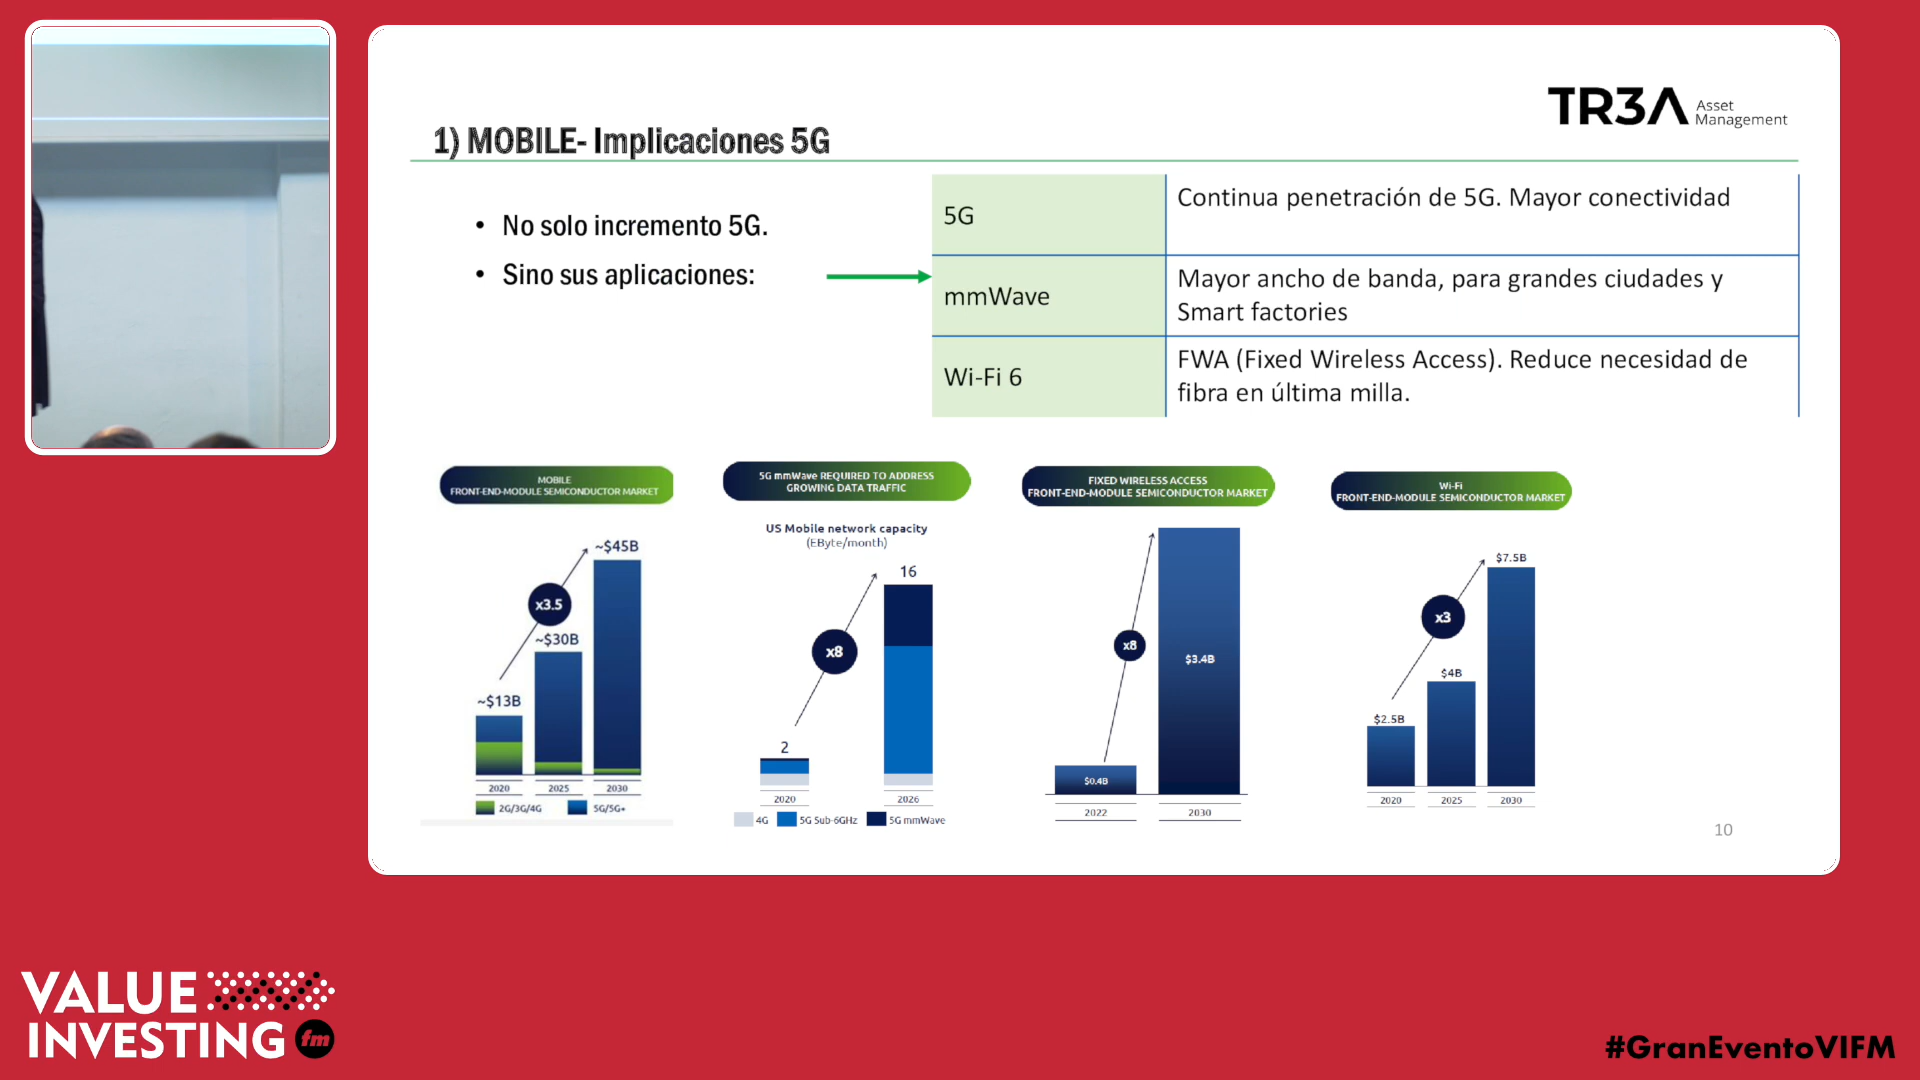 TR3Λ Asset
Management
1) MOBILE- Implicaciones 5G
• No solo incremento 5G.
• Sino sus aplicaciones:
5G
Continua penetración de 5G. Mayor conectividad
mmWave
Mayor ancho de banda, para grandes ciudades y
Smart factories
Wi-Fi 6
FWA (Fixed Wireless Access). Reduce necesidad de
fibra en última milla.
MOBILE
FRONT-END-MODULE SEMICONDUCTOR MARKET
~$45B
x3.5
~$30B
~$13B
2020 2025 2030
2G/3G/4G 5G/5G+
5G mmWave REQUIRED TO ADDRESS
GROWING DATA TRAFFIC
US Mobile network capacity
(EByte/month)
16
x8
2
2020 2026
4G 5G Sub-6GHz 5G mmWave
FIXED WIRELESS ACCESS
FRONT-END-MODULE SEMICONDUCTOR MARKET
x8
$3.4B
$0.4B
2022 2030
Wi-Fi
FRONT-END-MODULE SEMICONDUCTOR MARKET
$7.5B
x3
$4B
$2.5B
2020 2025 2030
10
VALUE
INVESTING fm
#GranEventoVIFM